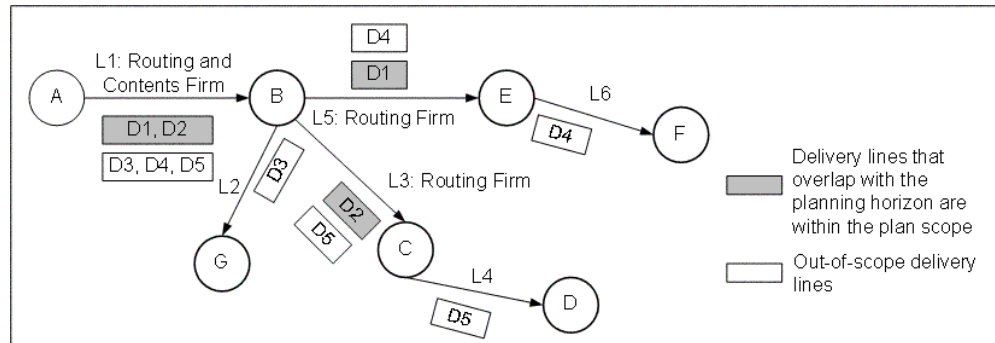 D4
L1: Routing and
Contents Firm
D1
L6
A
B
E
F
L5: Routing Firm
D4
D1, D2
D3, D4, D5
L2
D3
L3: Routing Firm
D2
D5
G
C
L4
D
D5
Delivery lines that
overlap with the
planning horizon are
within the plan scope
Out-of-scope delivery
lines